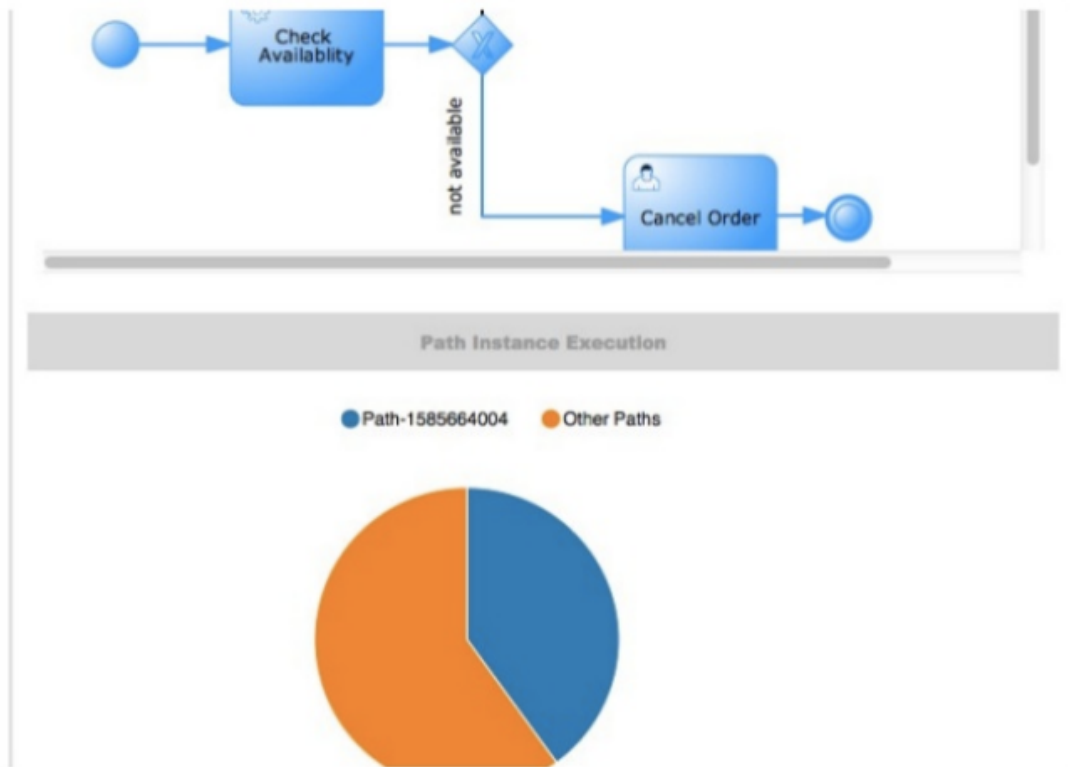 Check
Availablity
not available
Cancel Order
Path Instance Execution
Path-1585664004
Other Paths